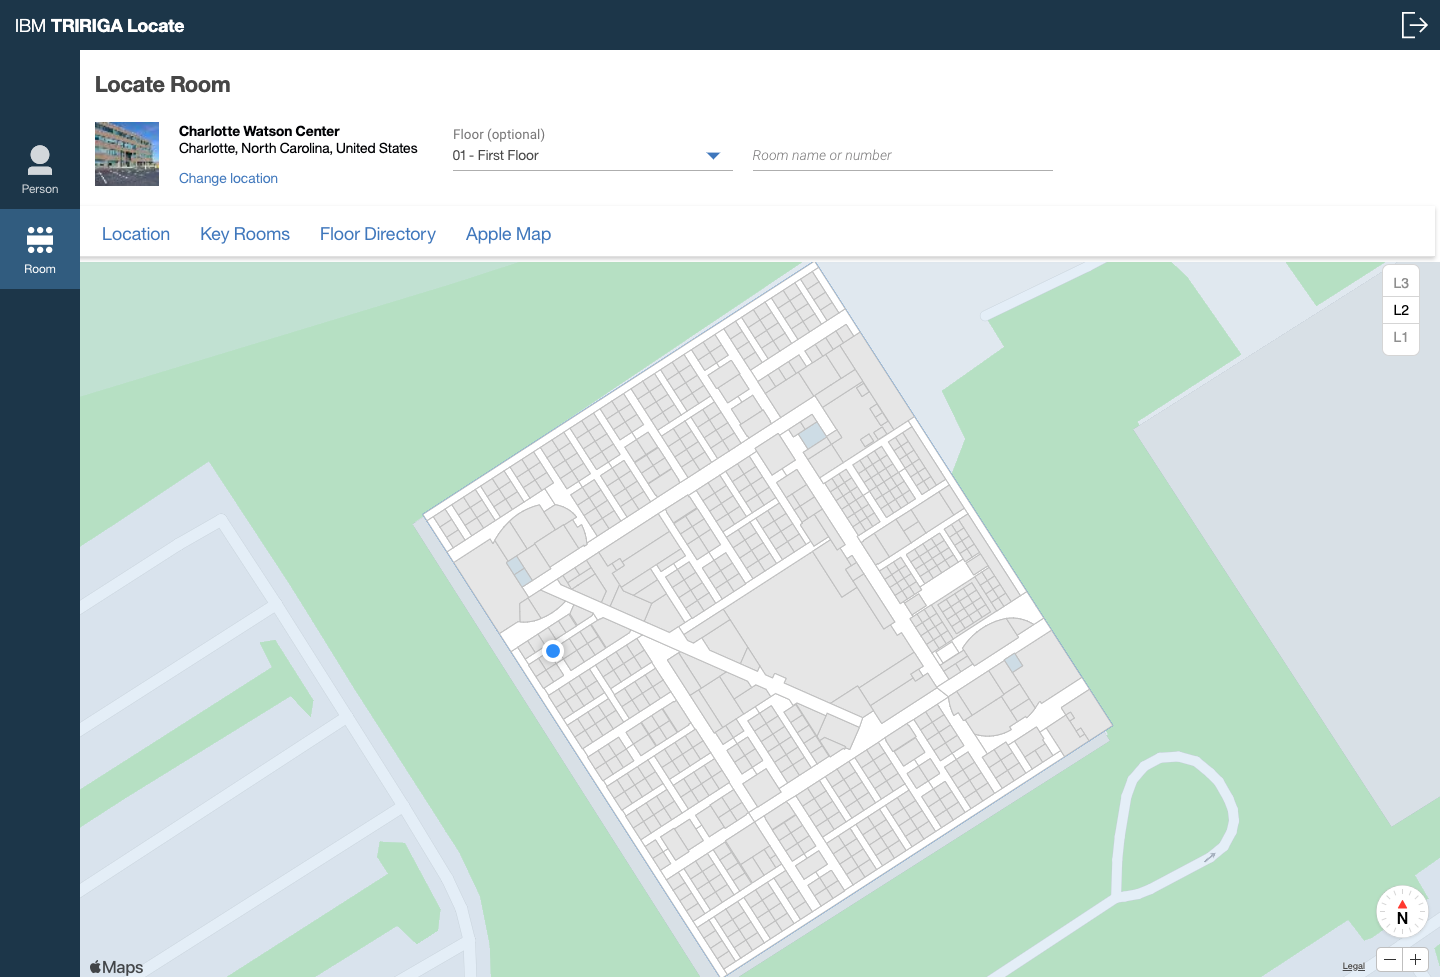 IBM TRIRIGA Locate
Locate Room
Charlotte Watson Center
Charlotte, North Carolina, United States
Change location
Floor (optional)
01 - First Floor
Room name or number
Person
Room
Location
Key Rooms
Floor Directory
Apple Map
L3
L2
L1
N
Maps
Legal